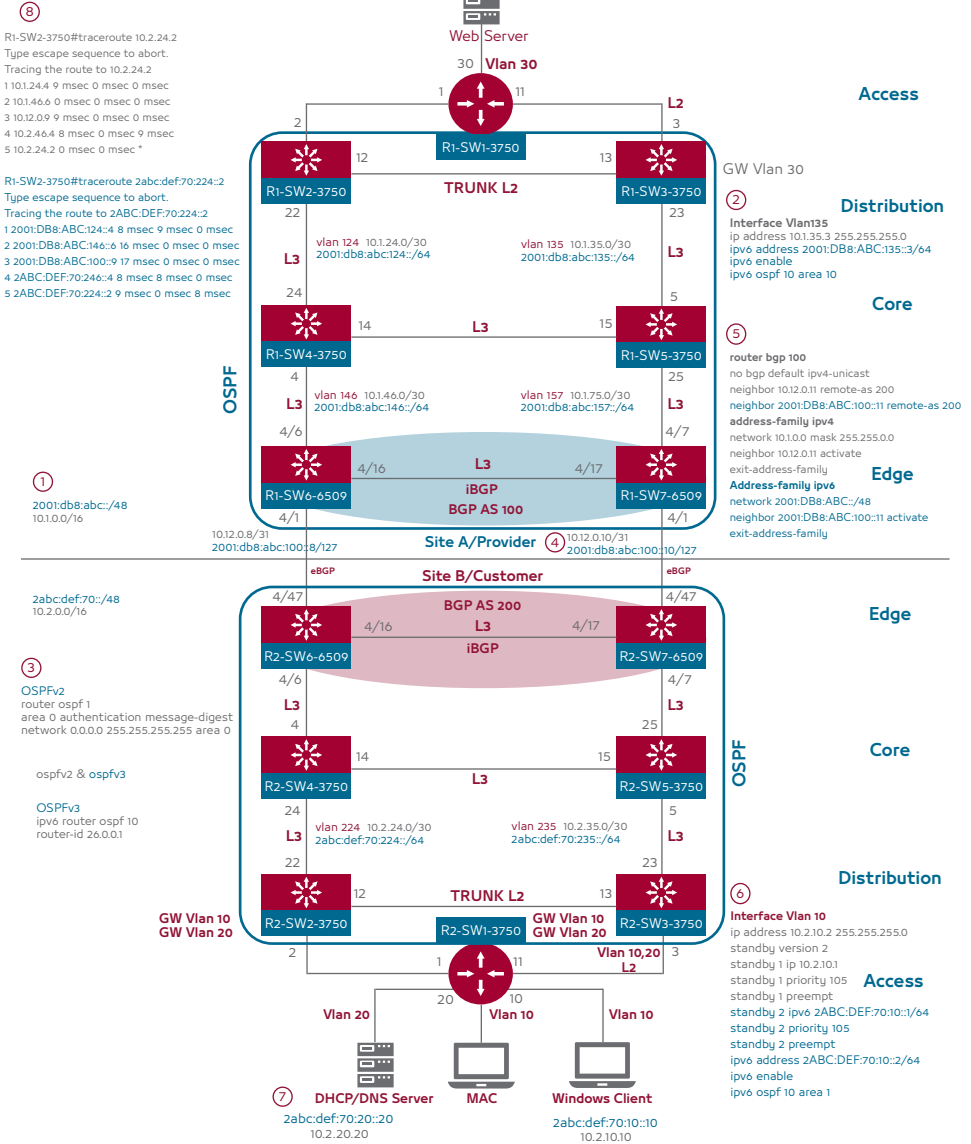 8
R1-SW2-3750#traceroute 10.2.24.2
Type escape sequence to abort.
Tracing the route to 10.2.24.2
1 10.1.24.4 9 msec 0 msec 0 msec
2 10.1.46.6 0 msec 0 msec 0 msec
3 10.12.0.9 9 msec 0 msec 0 msec
4 10.2.46.4 8 msec 0 msec 9 msec
5 10.2.24.2 0 msec 0 msec *
R1-SW2-3750#traceroute 2abc:def:70:224::2
Type escape sequence to abort.
Tracing the route to 2ABC:DEF:70:224::2
1 2001:DB8:ABC:124::4 8 msec 9 msec 0 msec
2 2001:DB8:ABC:146::6 16 msec 0 msec 0 msec
3 2001:DB8:ABC:100::9 17 msec 0 msec 0 msec
4 2ABC:DEF:70:246::4 8 msec 8 msec 0 msec
5 2ABC:DEF:70:224::2 9 msec 0 msec 8 msec
Web Server
30 Vlan 30
1
11
Access
2
L2
3
R1-SW1-3750
12
13
R1-SW2-3750
TRUNK L2
R1-SW3-3750
GW Vlan 30
22
23
2
Distribution
Interface Vlan135
ip address 10.1.35.3 255.255.255.0
ipv6 address 2001:DB8:ABC:135::3/64
ipv6 enable
ipv6 ospf 10 area 10
L3
vlan 124 10.1.24.0/30
2001:db8:abc:124::/64
vlan 135 10.1.35.0/30
2001:db8:abc:135::/64
L3
24
5
Core
14
L3
15
R1-SW4-3750
R1-SW5-3750
OSPF
4
25
L3
vlan 146 10.1.46.0/30
2001:db8:abc:146::/64
vlan 157 10.1.75.0/30
2001:db8:abc:157::/64
L3
4/6
4/7
5
router bgp 100
no bgp default ipv4-unicast
neighbor 10.12.0.11 remote-as 200
neighbor 2001:DB8:ABC:100::11 remote-as 200
address-family ipv4
network 10.1.0.0 mask 255.255.0.0
neighbor 10.12.0.11 activate
exit-address-family
Address-family ipv6
network 2001:DB8:ABC::/48
neighbor 2001:DB8:ABC:100::11 activate
exit-address-family
Edge
4/16
L3
4/17
iBGP
BGP AS 100
R1-SW6-6509
R1-SW7-6509
1
2001:db8:abc::/48
10.1.0.0/16
4/1
4/1
10.12.0.8/31
2001:db8:abc:100::8/127
Site A/Provider
4
10.12.0.10/31
2001:db8:abc:100::10/127
eBGP
Site B/Customer
eBGP
2abc:def:70::/48
10.2.0.0/16
4/47
4/47
BGP AS 200
4/16
L3
4/17
iBGP
Edge
R2-SW6-6509
R2-SW7-6509
4/6
4/7
3
OSPFv2
router ospf 1
area 0 authentication message-digest
network 0.0.0.0 255.255.255.255 area 0
ospfv2 & ospfv3
OSPFv3
ipv6 router ospf 10
router-id 26.0.0.1
L3
L3
4
25
14
L3
15
R2-SW4-3750
R2-SW5-3750
OSPF
Core
24
5
L3
vlan 224 10.2.24.0/30
2abc:def:70:224::/64
vlan 235 10.2.35.0/30
2abc:def:70:235::/64
L3
22
23
12
TRUNK L2
13
R2-SW2-3750
R2-SW3-3750
Distribution
GW Vlan 10
GW Vlan 20
R2-SW1-3750
GW Vlan 10
GW Vlan 20
2
1
11
Vlan 10,20
L2
3
6
Interface Vlan 10
ip address 10.2.10.2 255.255.255.0
standby version 2
standby 1 ip 10.2.10.1
standby 1 priority 105
standby 1 preempt
standby 2 ipv6 2ABC:DEF:70:10::1/64
standby 2 priority 105
standby 2 preempt
ipv6 address 2ABC:DEF:70:10::2/64
ipv6 enable
ipv6 ospf 10 area 1
Access
20
10
Vlan 20
Vlan 10
Vlan 10
7
DHCP/DNS Server
MAC
Windows Client
2abc:def:70:20::20
10.2.20.20
2abc:def:70:10::10
10.2.10.10